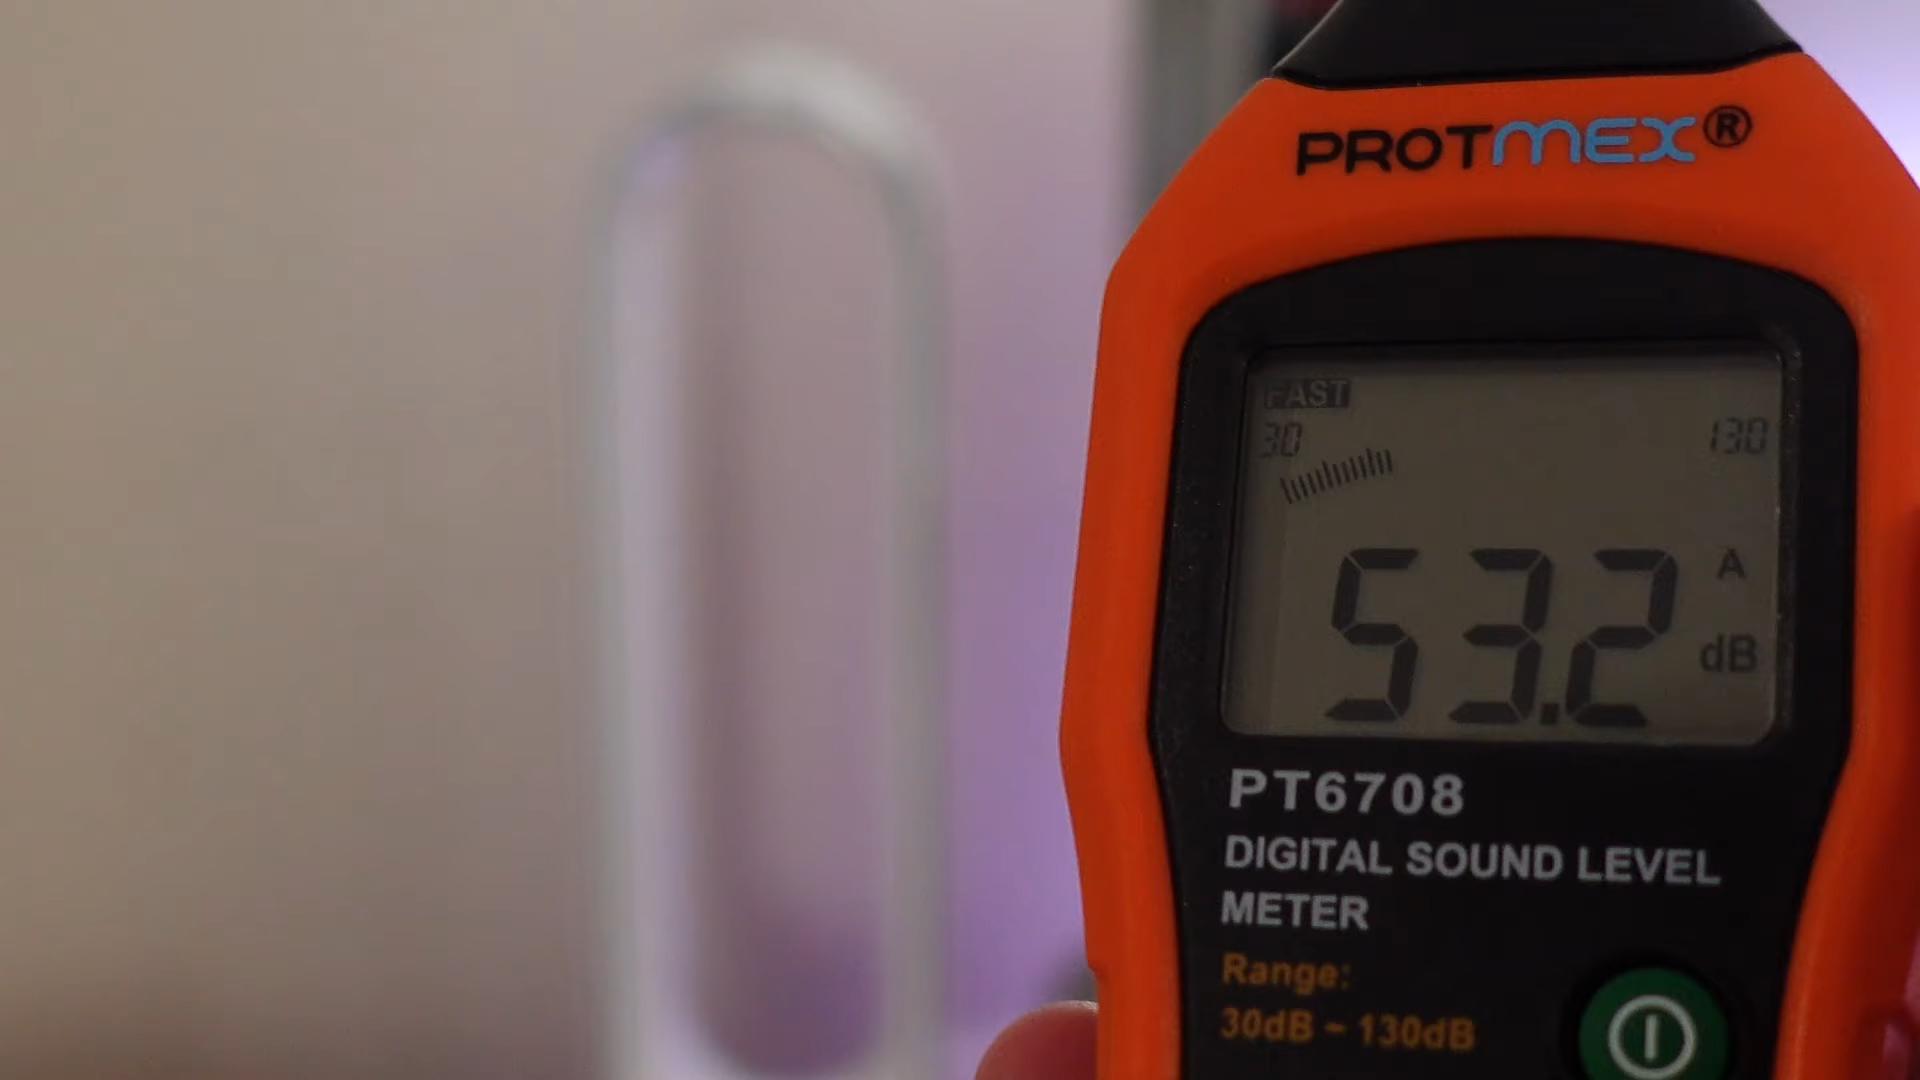 PROTMEX®
FAST
30 130
53.2 A dB
PT6708
DIGITAL SOUND LEVEL
METER
Range:
30dB ~ 130dB